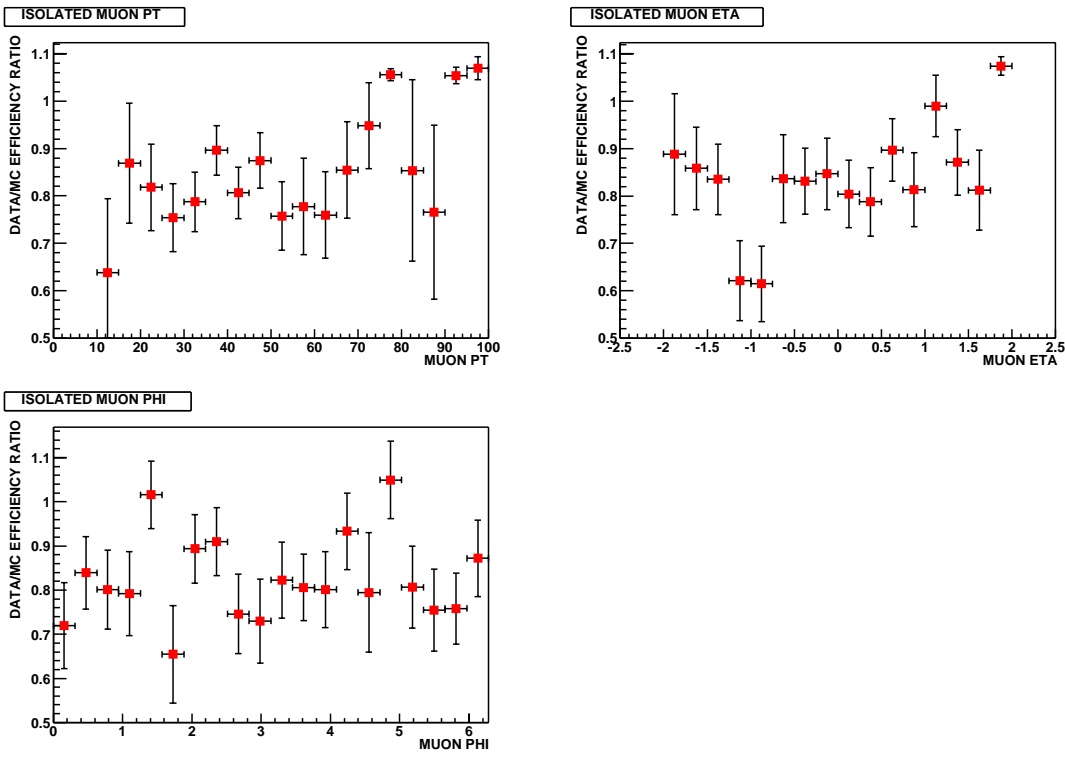 ISOLATED MUON PT
DATA/MC EFFICIENCY RATIO
1.1
1
0.9
0.8
0.7
0.6
0.5
0 10 20 30 40 50 60 70 80 90 100
MUON PT
ISOLATED MUON ETA
DATA/MC EFFICIENCY RATIO
1.1
1
0.9
0.8
0.7
0.6
0.5
-2.5 -2 -1.5 -1 -0.5 0 0.5 1 1.5 2 2.5
MUON ETA
ISOLATED MUON PHI
DATA/MC EFFICIENCY RATIO
1.1
1
0.9
0.8
0.7
0.6
0.5
0 1 2 3 4 5 6
MUON PHI